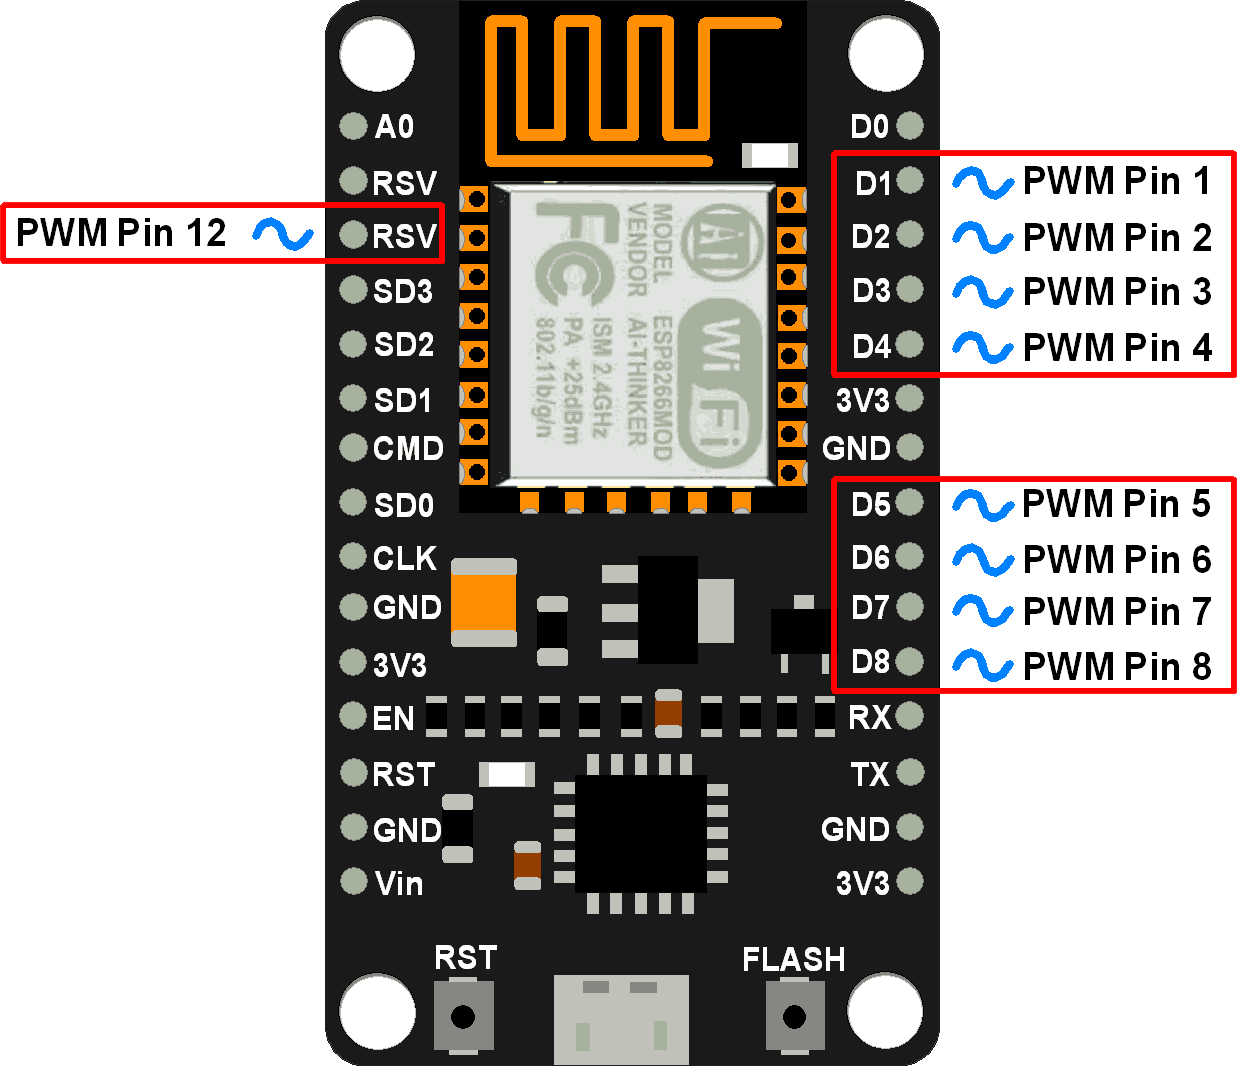 A0
RSV
PWM Pin 12 RSV
SD3
SD2
SD1
CMD
SD0
CLK
GND
3V3
EN
RST
GND
Vin
MODEL ESP8266MOD
VENDOR AI-THINKER
ISM 2.4GHz
PA +25dBm
802.11b/g/n
FC
AI
Wi Fi
D0
D1 PWM Pin 1
D2 PWM Pin 2
D3 PWM Pin 3
D4 PWM Pin 4
3V3
GND
D5 PWM Pin 5
D6 PWM Pin 6
D7 PWM Pin 7
D8 PWM Pin 8
RX
TX
GND
3V3
RST
FLASH